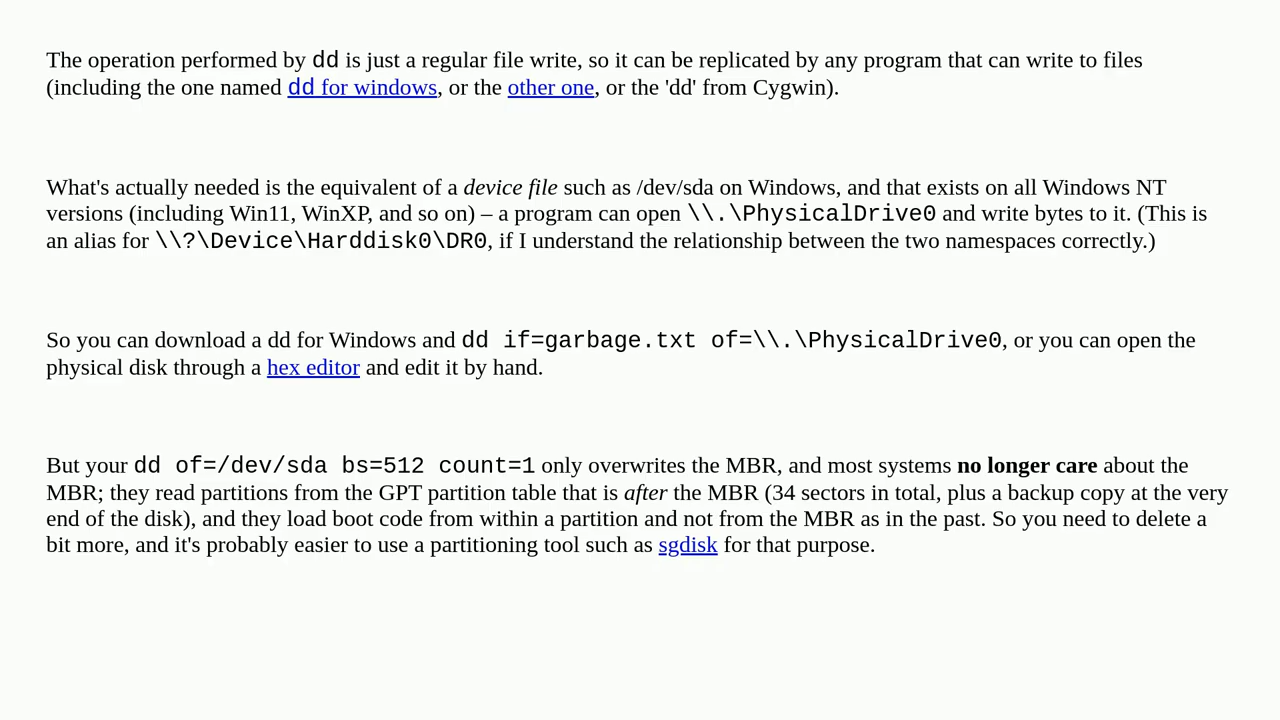 The operation performed by dd is just a regular file write, so it can be replicated by any program that can write to files
(including the one named dd for windows, or the other one, or the 'dd' from Cygwin).
What's actually needed is the equivalent of a device file such as /dev/sda on Windows, and that exists on all Windows NT
versions (including Win11, WinXP, and so on) – a program can open \\.\PhysicalDrive0 and write bytes to it. (This is
an alias for \\?\Device\Harddisk0\DR0, if I understand the relationship between the two namespaces correctly.)
So you can download a dd for Windows and dd if=garbage.txt of=\\.\PhysicalDrive0, or you can open the
physical disk through a hex editor and edit it by hand.
But your dd of=/dev/sda bs=512 count=1 only overwrites the MBR, and most systems no longer care about the
MBR; they read partitions from the GPT partition table that is after the MBR (34 sectors in total, plus a backup copy at the very
end of the disk), and they load boot code from within a partition and not from the MBR as in the past. So you need to delete a
bit more, and it's probably easier to use a partitioning tool such as sgdisk for that purpose.